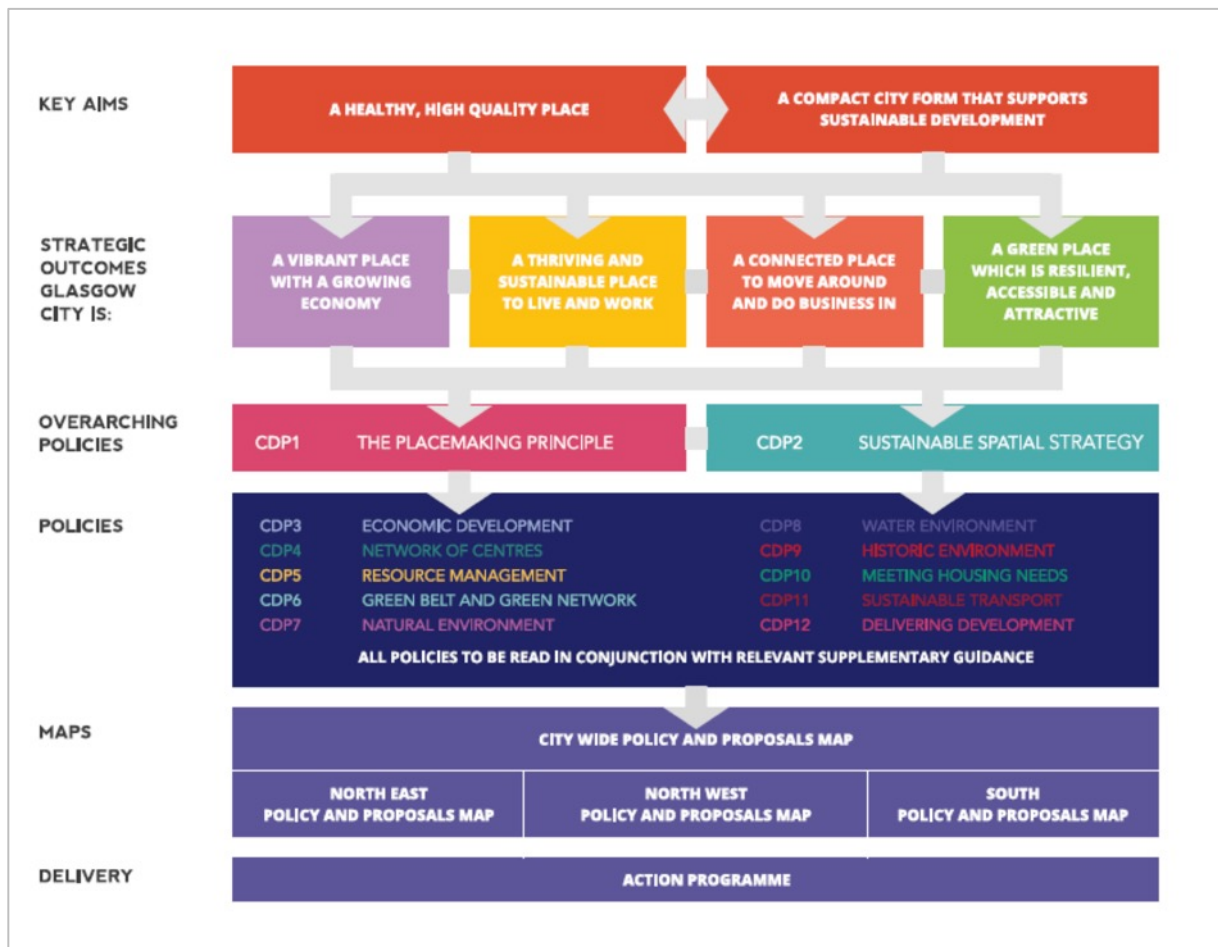 KEY AIMS
A HEALTHY, HIGH QUALITY PLACE
A COMPACT CITY FORM THAT SUPPORTS
SUSTAINABLE DEVELOPMENT
STRATEGIC
OUTCOMES
GLASGOW
CITY IS:
A VIBRANT PLACE
WITH A GROWING
ECONOMY
A THRIVING AND
SUSTAINABLE PLACE
TO LIVE AND WORK
A CONNECTED PLACE
TO MOVE AROUND
AND DO BUSINESS IN
A GREEN PLACE
WHICH IS RESILIENT,
ACCESSIBLE AND
ATTRACTIVE
OVERARCHING
POLICIES
CDP1 THE PLACEMAKING PRINCIPLE
CDP2 SUSTAINABLE SPATIAL STRATEGY
POLICIES
CDP3 ECONOMIC DEVELOPMENT
CDP4 NETWORK OF CENTRES
CDP5 RESOURCE MANAGEMENT
CDP6 GREEN BELT AND GREEN NETWORK
CDP7 NATURAL ENVIRONMENT
CDP8 WATER ENVIRONMENT
CDP9 HISTORIC ENVIRONMENT
CDP10 MEETING HOUSING NEEDS
CDP11 SUSTAINABLE TRANSPORT
CDP12 DELIVERING DEVELOPMENT
ALL POLICIES TO BE READ IN CONJUNCTION WITH RELEVANT SUPPLEMENTARY GUIDANCE
MAPS
CITY WIDE POLICY AND PROPOSALS MAP
NORTH EAST
POLICY AND PROPOSALS MAP
NORTH WEST
POLICY AND PROPOSALS MAP
SOUTH
POLICY AND PROPOSALS MAP
DELIVERY
ACTION PROGRAMME